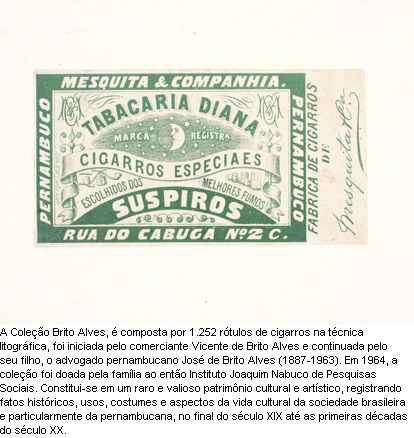 MESQUITA & COMPANHIA.
PERNAMBUCO
TABACARIA DIANA
MARCA REGISTRA
CIGARROS ESPECIAES
ESCOLHIDOS DOS MELHORES FUMOS
SUSPIROS
RUA DO CABUGÁ Nº 2 C.
PERNAMBUCO
FABRICA DE CIGARROS
DE
Mesquita & Cia
A Coleção Brito Alves, é composta por 1.252 rótulos de cigarros na técnica
litográfica, foi iniciada pelo comerciante Vicente de Brito Alves e continuada pelo
seu filho, o advogado pernambucano José de Brito Alves (1887-1963). Em 1964, a
coleção foi doada pela família ao então Instituto Joaquim Nabuco de Pesquisas
Sociais. Constitui-se em um raro e valioso patrimônio cultural e artístico, registrando
fatos históricos, usos, costumes e aspectos da vida cultural da sociedade brasileira
e particularmente da pernambucana, no final do século XIX até as primeiras décadas
do século XX.